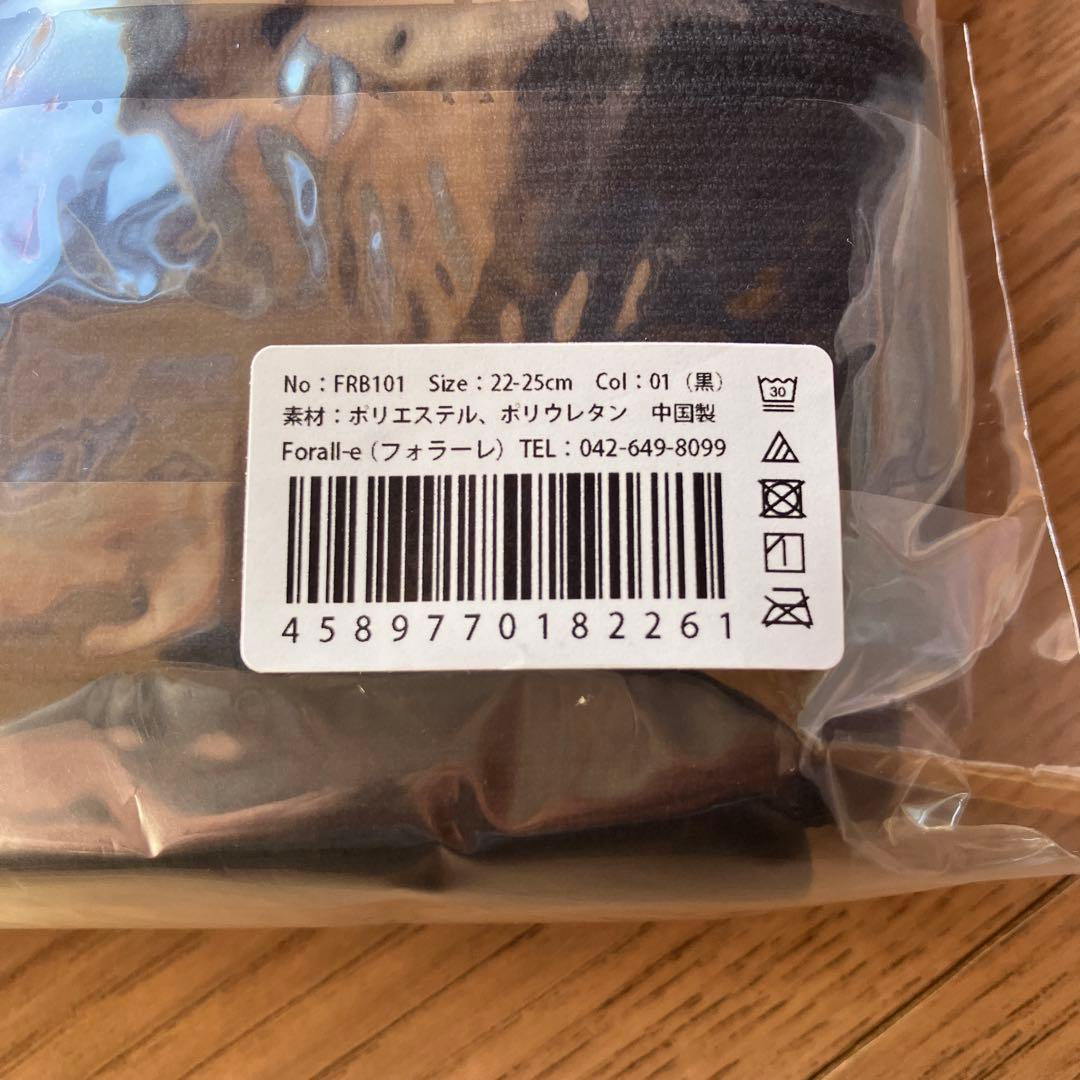 No：FRB101 Size：22-25cm Col：01（黒）
素材：ポリエステル、ポリウレタン 中国製
Forall-e（フォラーレ） TEL：042-649-8099
30
4589770182261